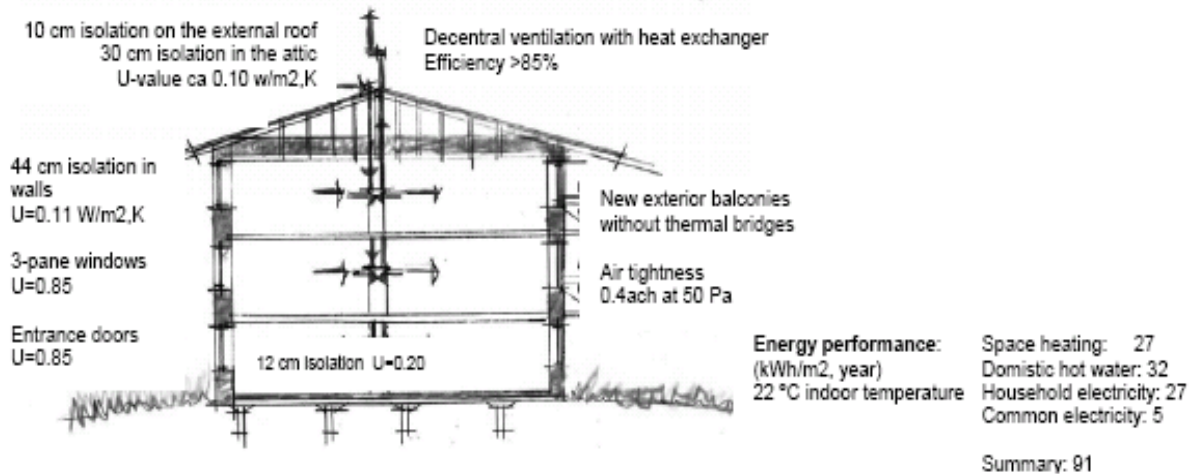 10 cm isolation on the external roof
30 cm isolation in the attic
U-value ca 0.10 w/m2,K
Decentral ventilation with heat exchanger
Efficiency >85%
44 cm isolation in
walls
U=0.11 W/m2,K
3-pane windows
U=0.85
Entrance doors
U=0.85
New exterior balconies
without thermal bridges
Air tightness
0.4ach at 50 Pa
12 cm isolation U=0.20
Energy performance:
(kWh/m2, year)
22 °C indoor temperature
Space heating: 27
Domistic hot water: 32
Household electricity: 27
Common electricity: 5
Summary: 91